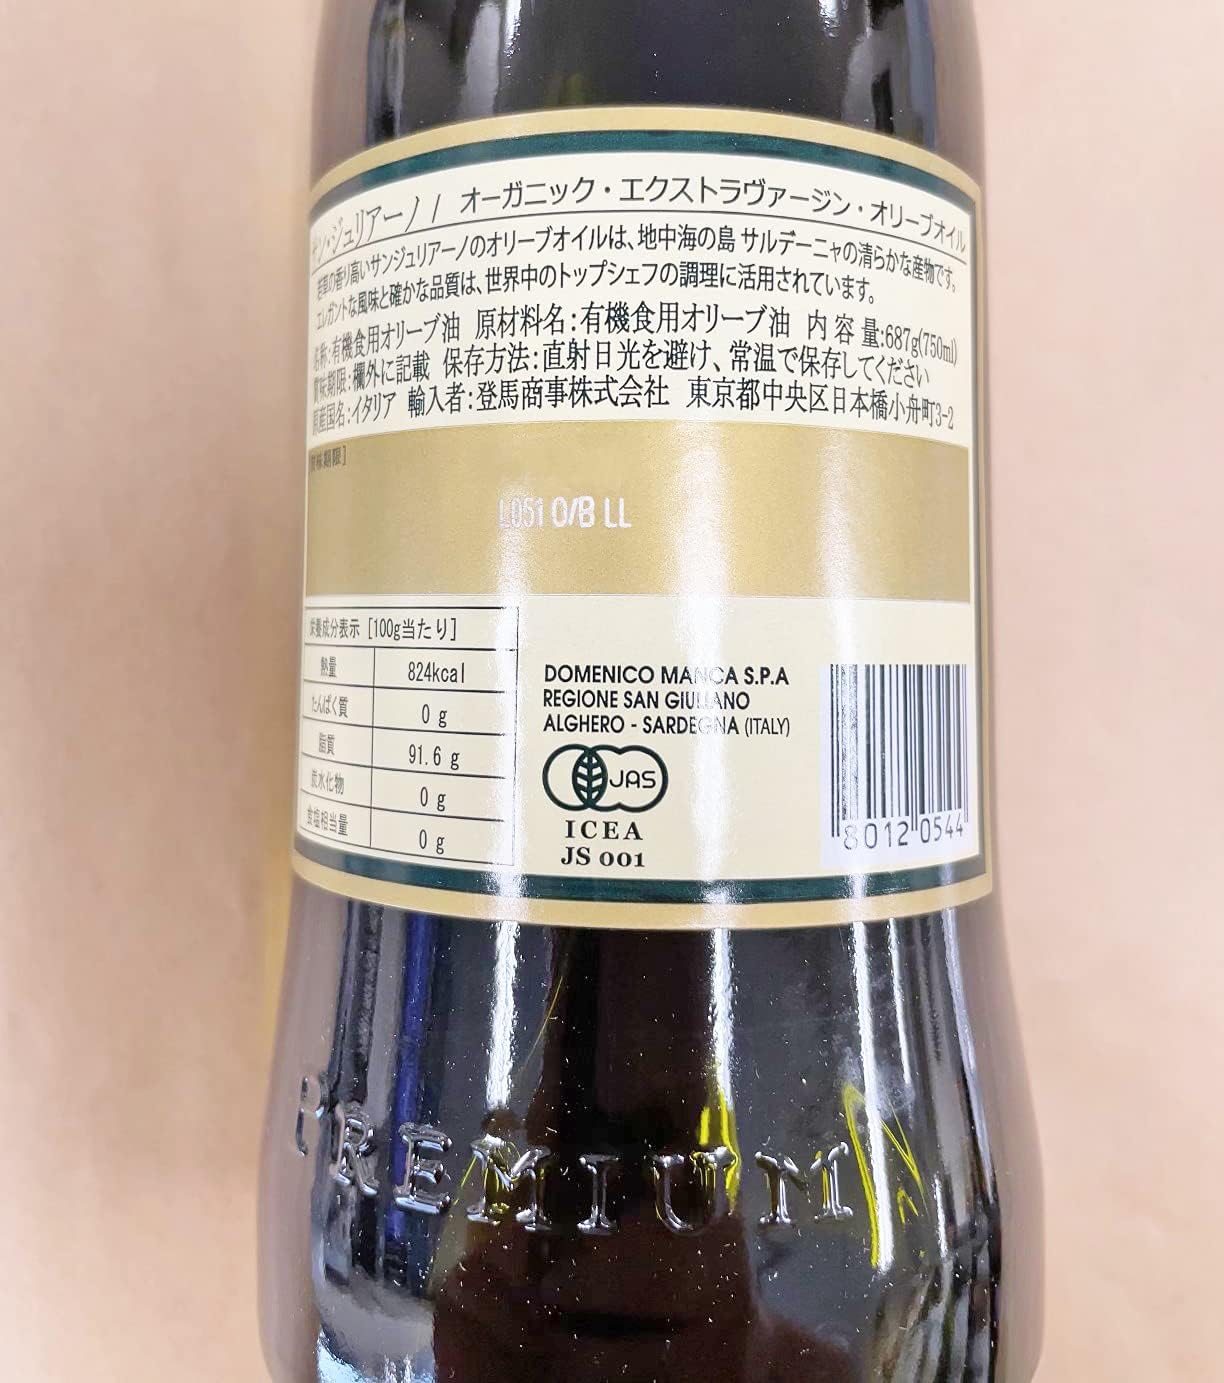 サン・ジュリアーノ / オーガニック・エクストラヴァージン・オリーブオイル
若草の香り高いサンジュリアーノのオリーブオイルは、地中海の島 サルデーニャの清らかな産物です。
エレガントな風味と確かな品質は、世界中のトップシェフの調理に活用されています。
名称:有機食用オリーブ油 原材料名:有機食用オリーブ油 内容量:687g(750ml)
賞味期限:欄外に記載 保存方法:直射日光を避け、常温で保存してください
原産国名:イタリア 輸入者:登馬商事株式会社 東京都中央区日本橋小舟町3-2
[賞味期限]
L051 O/B LL
栄養成分表示 [100g当たり]
熱量 824kcal
たんぱく質 0 g
脂質 91.6 g
炭水化物 0 g
食塩相当量 0 g
DOMENICO MANCA S.P.A
REGIONE SAN GIULIANO
ALGHERO - SARDEGNA (ITALY)
JAS
ICEA
JS 001
8012 0544
PREMIUM